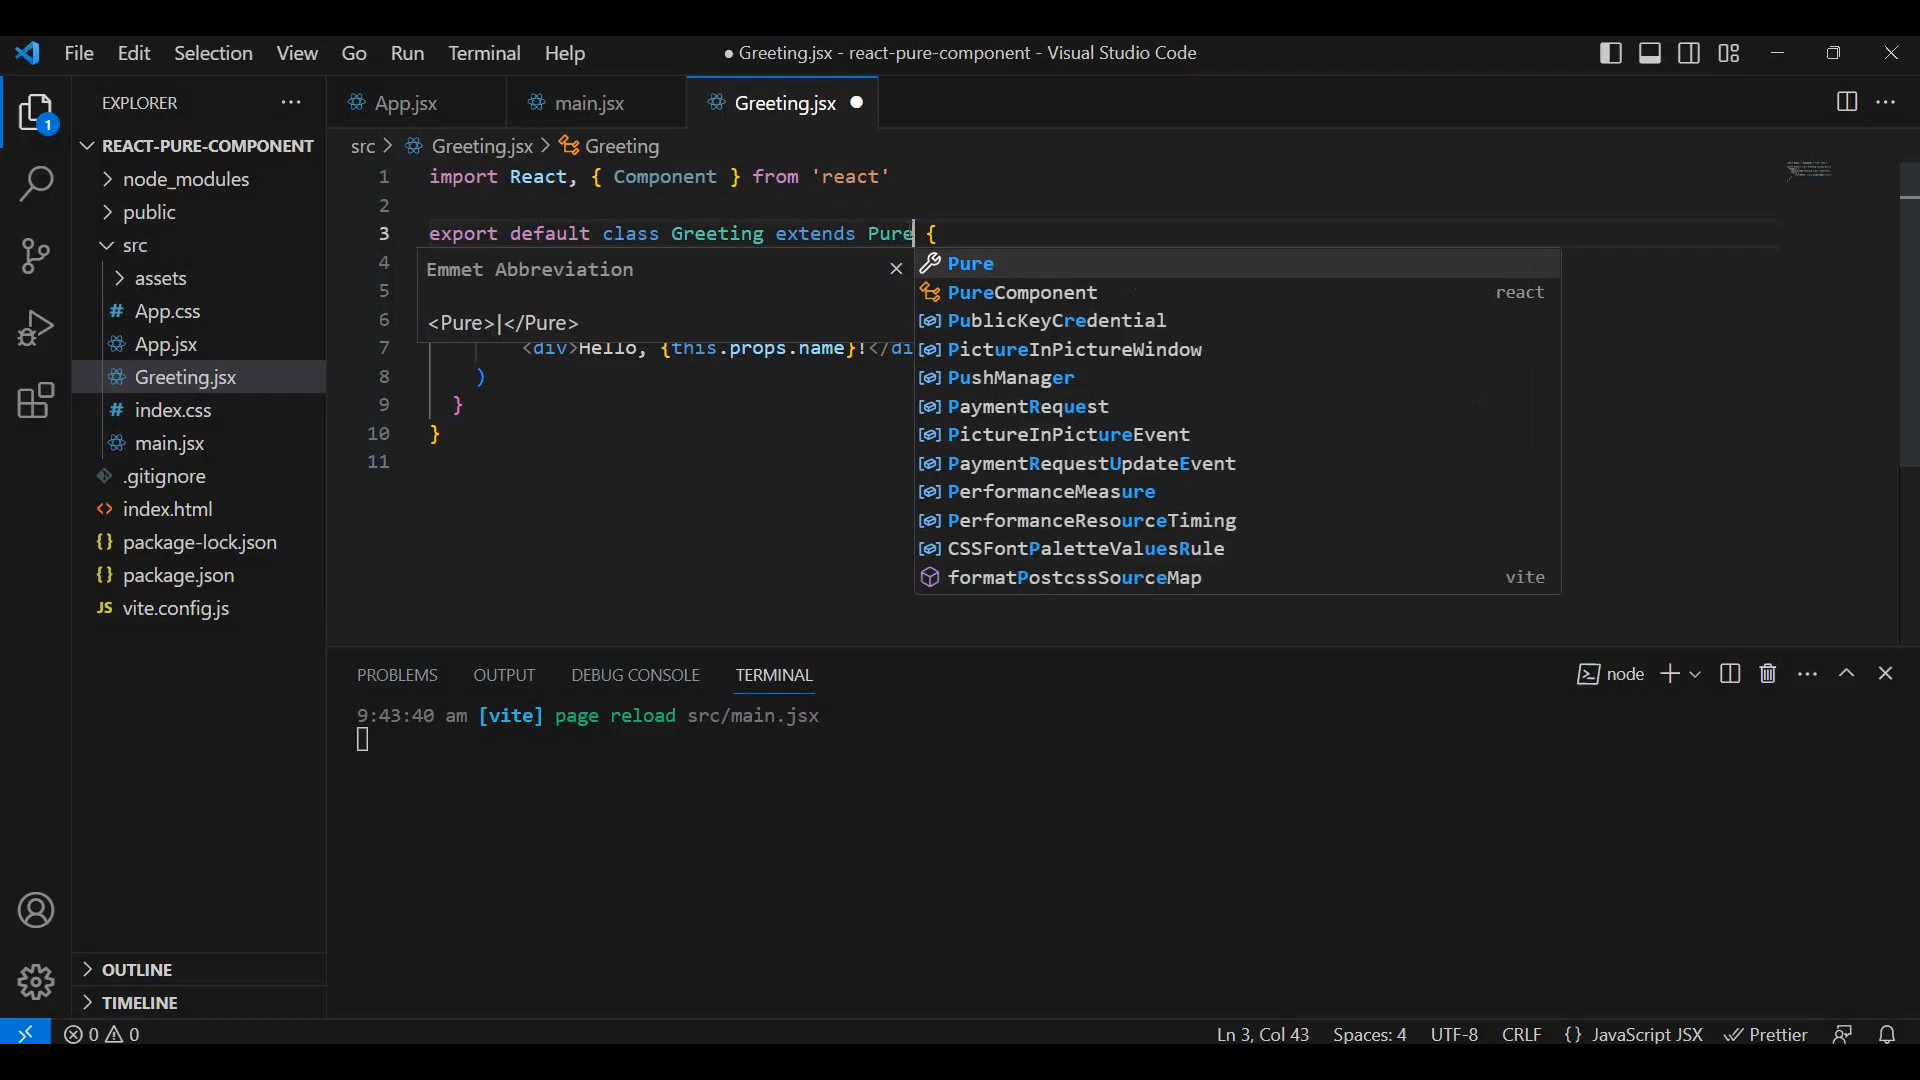 File Edit Selection View Go Run Terminal Help
● Greeting.jsx - react-pure-component - Visual Studio Code
EXPLORER
App.jsx
main.jsx
Greeting.jsx
1
REACT-PURE-COMPONENT
node_modules
public
src
assets
App.css
App.jsx
Greeting.jsx
index.css
main.jsx
.gitignore
index.html
package-lock.json
package.json
JS vite.config.js
OUTLINE
TIMELINE
src > Greeting.jsx > Greeting
1 import React, { Component } from 'react'
2
3 export default class Greeting extends Pure {
4
5
6
7 <div>Hello, {this.props.name}!</di
8 )
9 }
10 }
11
Emmet Abbreviation
<Pure>|</Pure>
Pure
PureComponent react
PublicKeyCredential
PictureInPictureWindow
PushManager
PaymentRequest
PictureInPictureEvent
PaymentRequestUpdateEvent
PerformanceMeasure
PerformanceResourceTiming
CSSFontPaletteValuesRule
formatPostcssSourceMap vite
PROBLEMS OUTPUT DEBUG CONSOLE TERMINAL
node
9:43:40 am [vite] page reload src/main.jsx
0 0
Ln 3, Col 43 Spaces: 4 UTF-8 CRLF {} JavaScript JSX Prettier